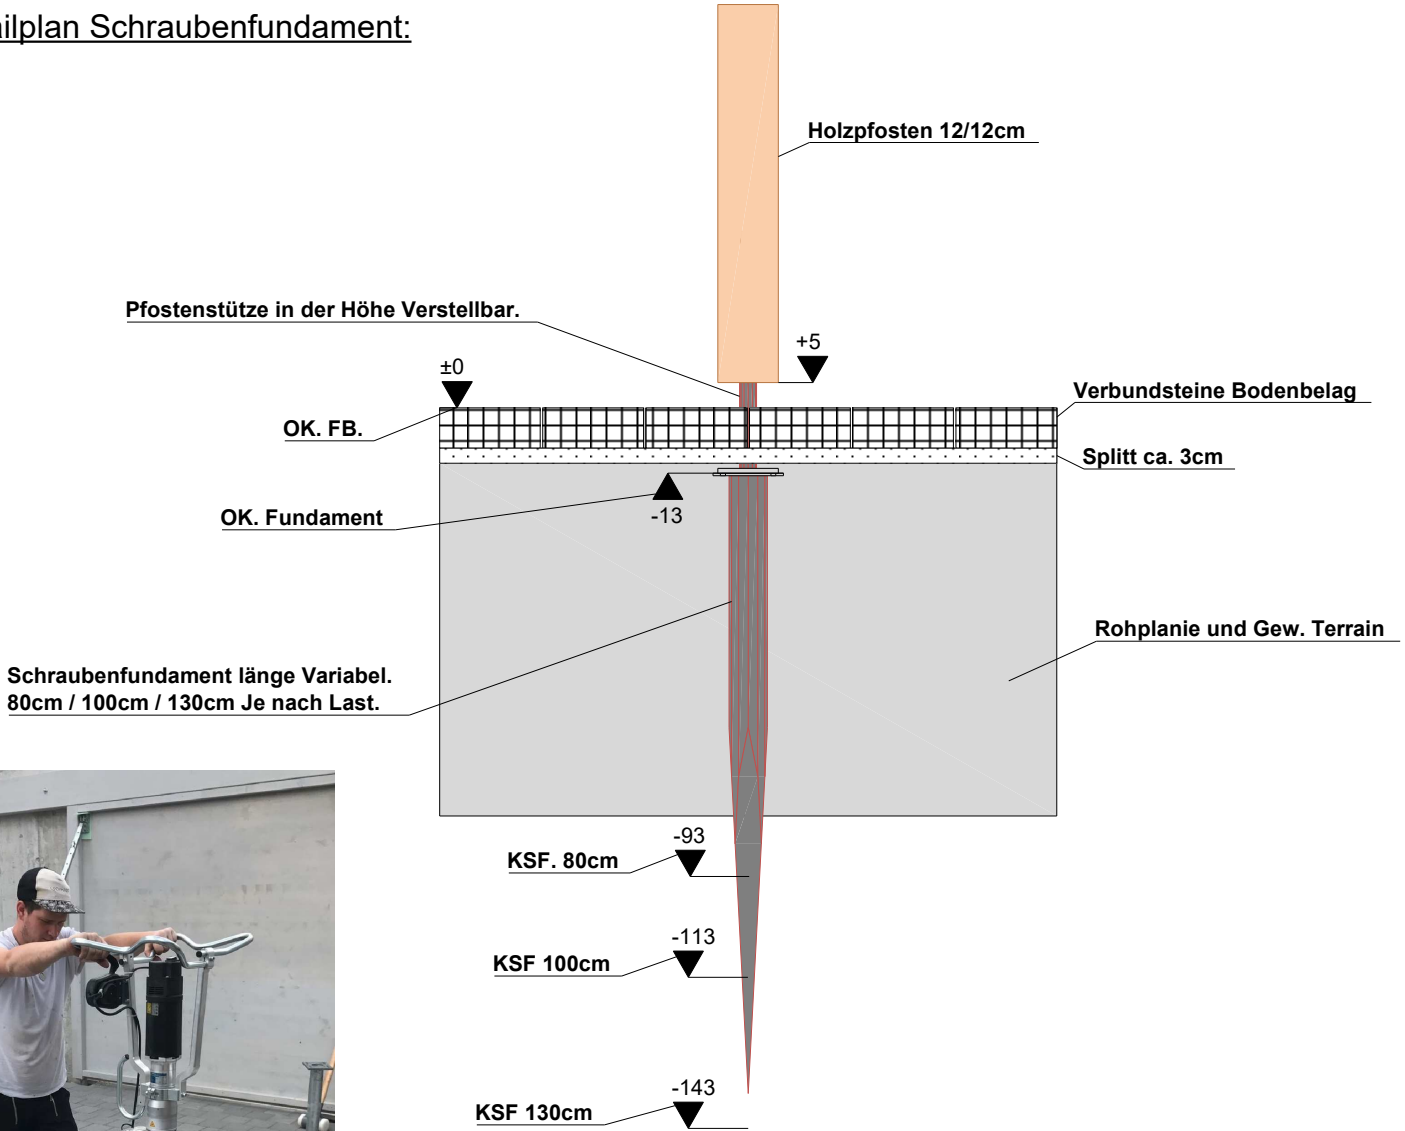 ilplan Schraubenfundament:
Holzpfosten 12/12cm
Pfostenstütze in der Höhe Verstellbar.
+5
±0
Verbundsteine Bodenbelag
OK. FB.
Splitt ca. 3cm
OK. Fundament
-13
Rohplanie und Gew. Terrain
Schraubenfundament länge Variabel.
80cm / 100cm / 130cm Je nach Last.
-93
KSF. 80cm
-113
KSF 100cm
-143
KSF 130cm